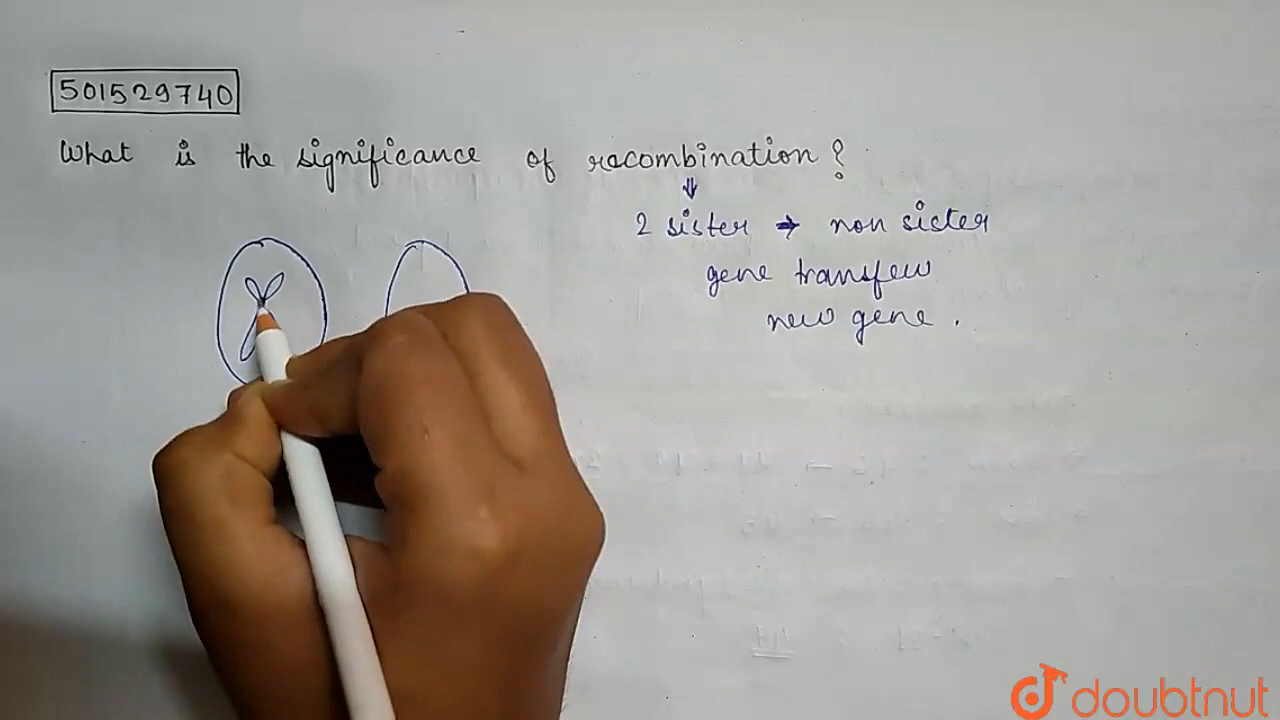 501529740
What is the significance of recombination?
2 sister → non sister
gene transfew
new gene.
doubtnut